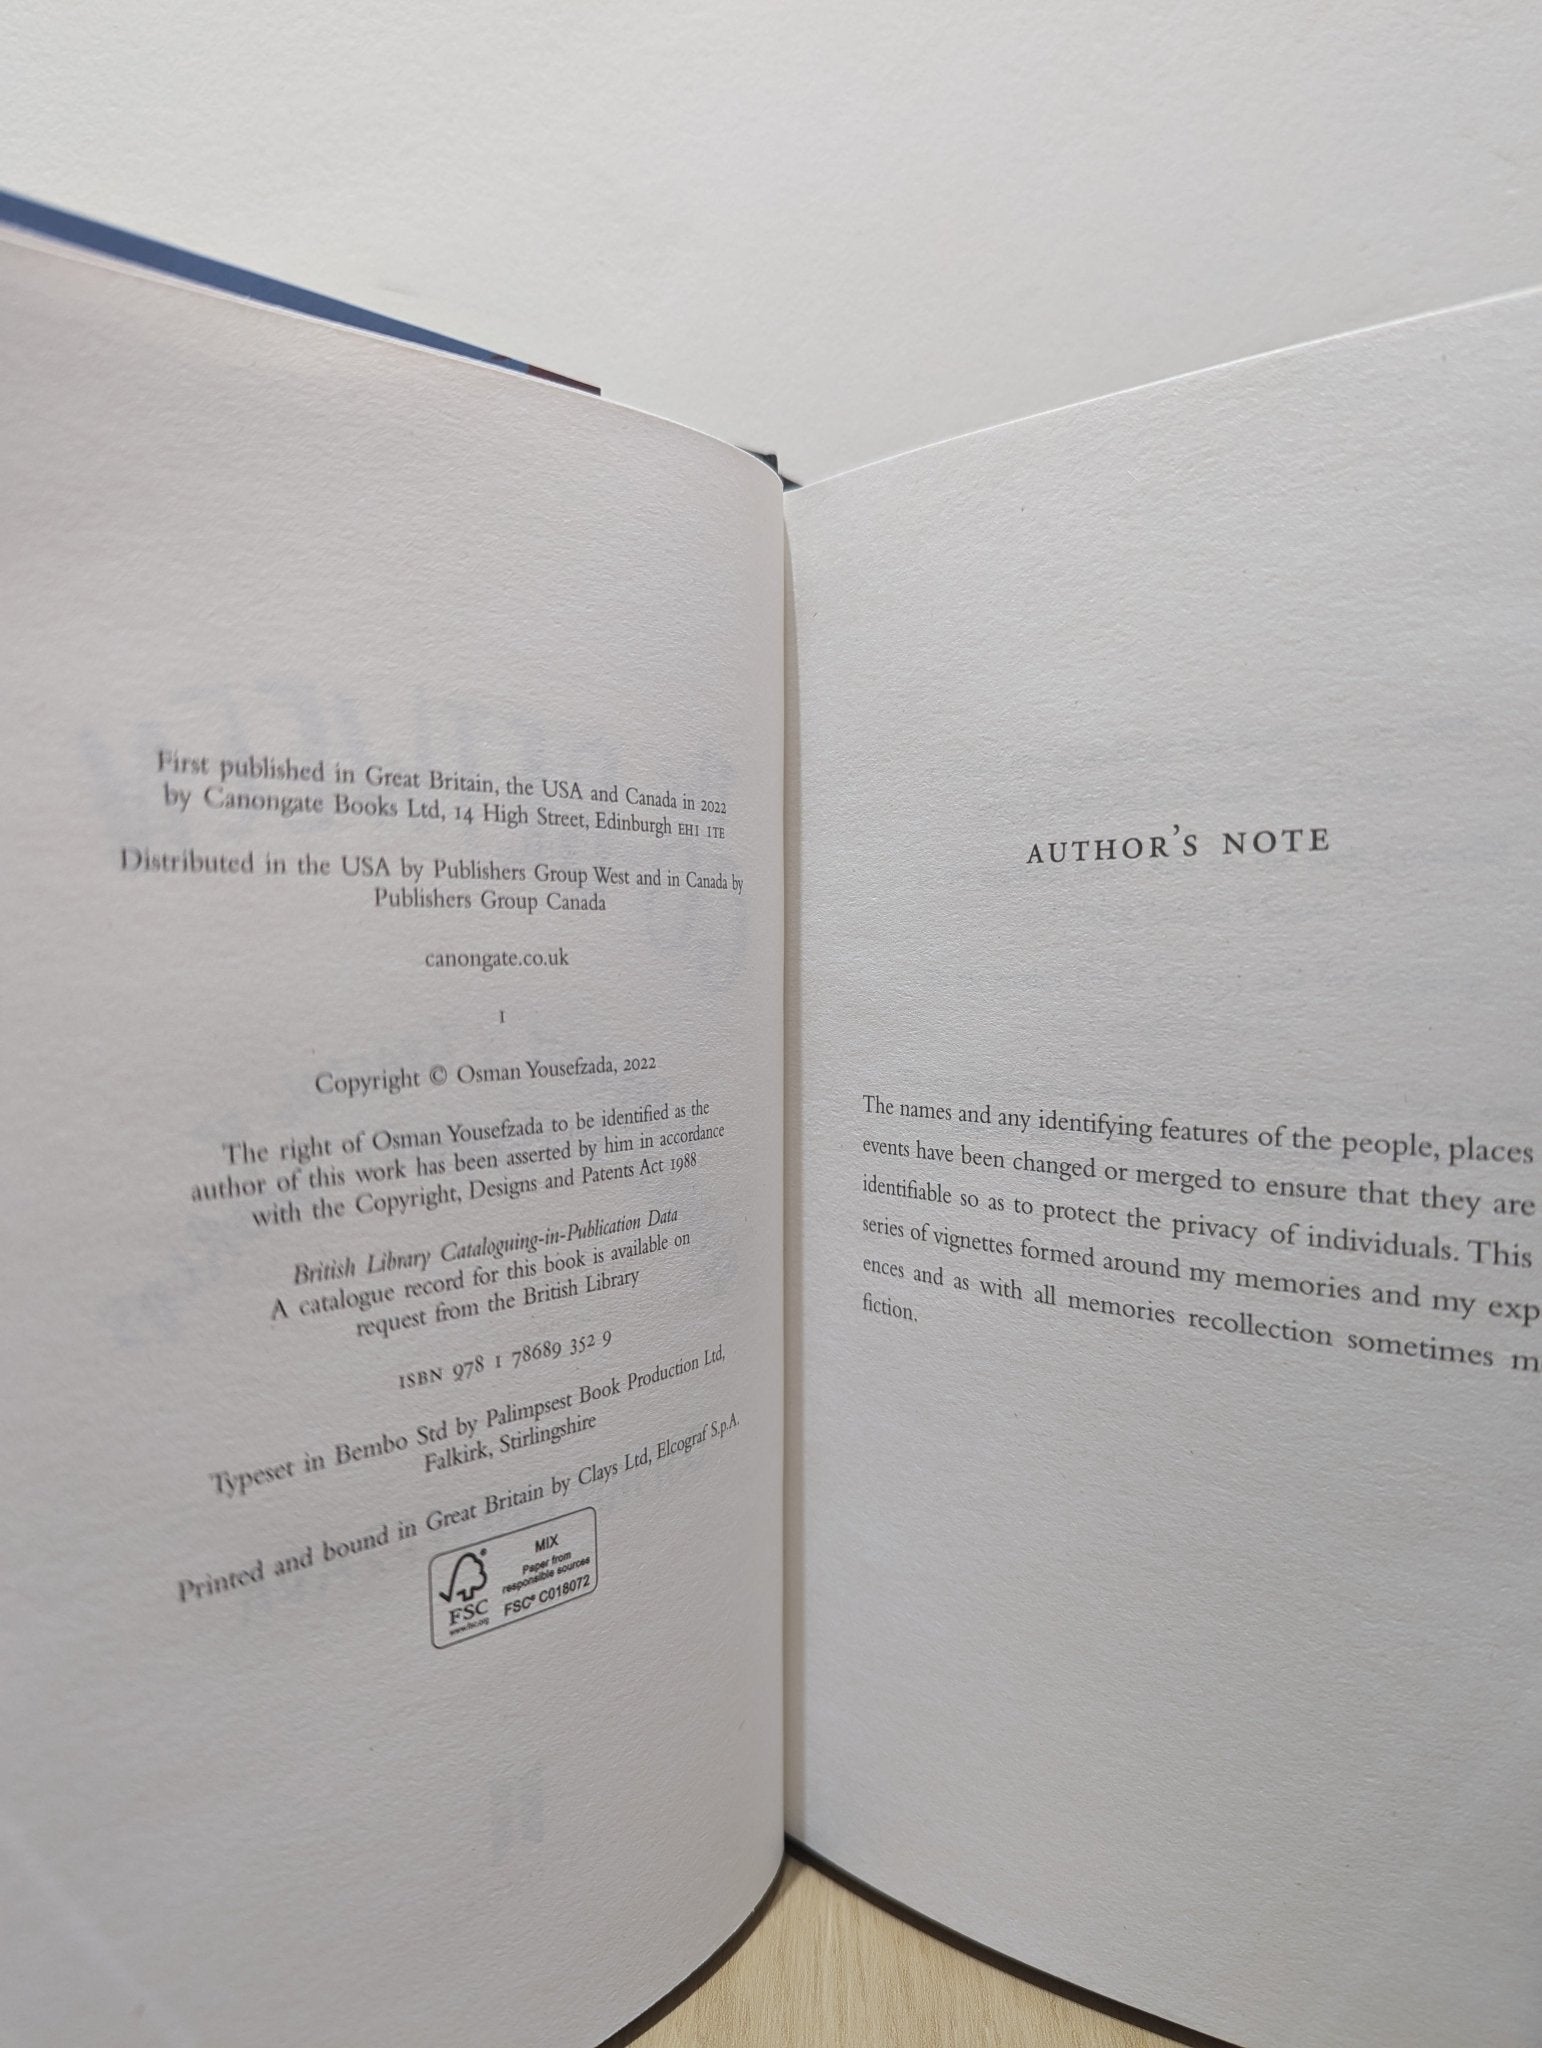 First published in Great Britain, the USA and Canada in 2022
by Canongate Books Ltd, 14 High Street, Edinburgh EH1 1TE
Distributed in the USA by Publishers Group West and in Canada by
Publishers Group Canada
canongate.co.uk
1
Copyright © Osman Yousefzada, 2022
The right of Osman Yousefzada to be identified as the
author of this work has been asserted by him in accordance
with the Copyright, Designs and Patents Act 1988
British Library Cataloguing-in-Publication Data
A catalogue record for this book is available on
request from the British Library
ISBN 978 1 78689 352 9
Typeset in Bembo Std by Palimpsest Book Production Ltd,
Falkirk, Stirlingshire
Printed and bound in Great Britain by Clays Ltd, Elcograf S.p.A.
FSC
www.fsc.org
MIX
Paper from
responsible sources
FSC® C018072
AUTHOR'S NOTE
The names and any identifying features of the people, places
events have been changed or merged to ensure that they are
identifiable so as to protect the privacy of individuals. This
series of vignettes formed around my memories and my exp
ences and as with all memories recollection sometimes m
fiction.